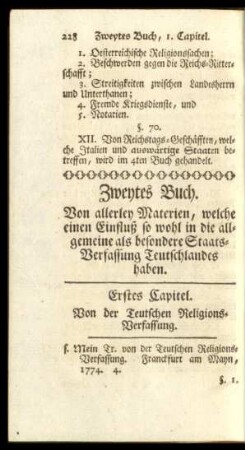 228 Zweytes Buch, 1. Capitel.
1. Oesterreichische Religionssachen;
2. Beschwerden gegen die Reichs-Ritter-
schafft;
3. Streitigkeiten zwischen Landesherrn
und Unterthanen;
4. Fremde Kriegsdienste, und
5. Notarien.
§. 70.
XII. Von Reichstags-Geschäfften, wel-
che Italien und auswärtige Staaten be-
treffen, wird im 4ten Buch gehandelt.
Zweytes Buch.
Von allerley Materien, welche
einen Einfluß so wohl in die all-
gemeine als besondere Staats-
Verfassung Teutschlandes
haben.
Erstes Capitel.
Von der Teutschen Religions-
Verfassung.
s. Mein Tr. von der Teutschen Religions-
Verfassung. Franckfurt am Mayn,
1774. 4.
§. 1.